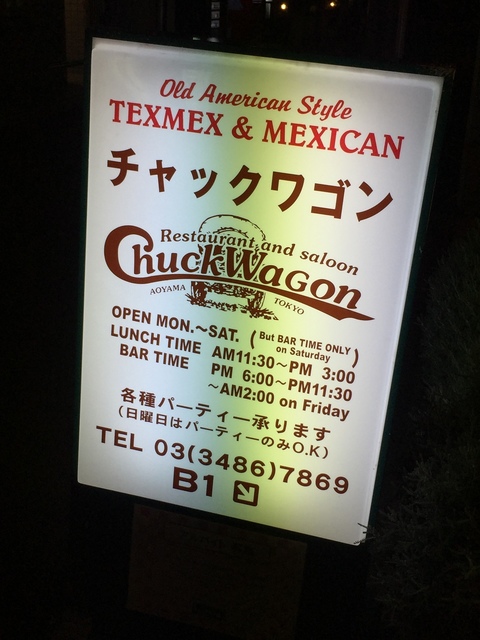 Old American Style
TEXMEX & MEXICAN
チャックワゴン
Restaurant and saloon
ChuckWagon
AOYAMA TOKYO
OPEN MON.～SAT. (But BAR TIME ONLY on Saturday)
LUNCH TIME AM11:30～PM 3:00
BAR TIME PM 6:00～PM11:30
～AM2:00 on Friday
各種パーティー承ります
(日曜日はパーティーのみO.K)
TEL 03(3486)7869
B1